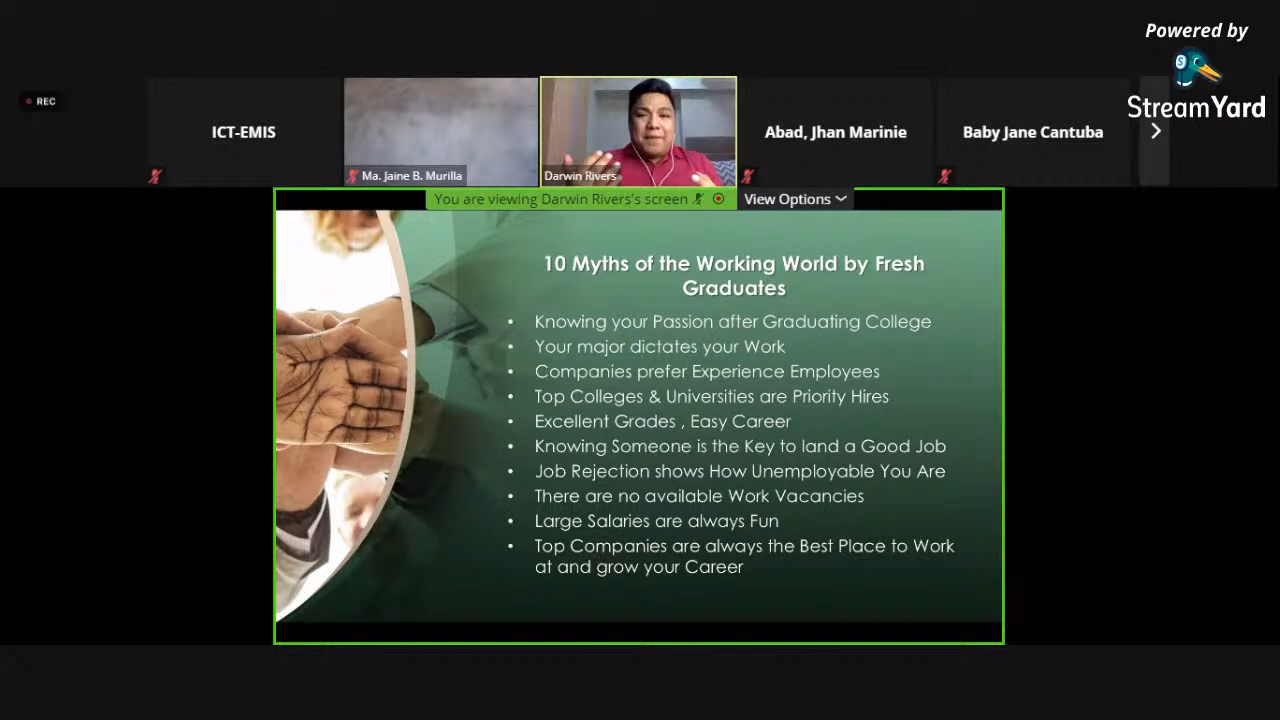 Powered by
StreamYard
REC
ICT-EMIS
Ma. Jaine B. Murilla
Darwin Rivers
Abad, Jhan Marinie
Baby Jane Cantuba
You are viewing Darwin Rivers's screen
View Options
10 Myths of the Working World by Fresh
Graduates
• Knowing your Passion after Graduating College
• Your major dictates your Work
• Companies prefer Experience Employees
• Top Colleges & Universities are Priority Hires
• Excellent Grades , Easy Career
• Knowing Someone is the Key to land a Good Job
• Job Rejection shows How Unemployable You Are
• There are no available Work Vacancies
• Large Salaries are always Fun
• Top Companies are always the Best Place to Work
at and grow your Career